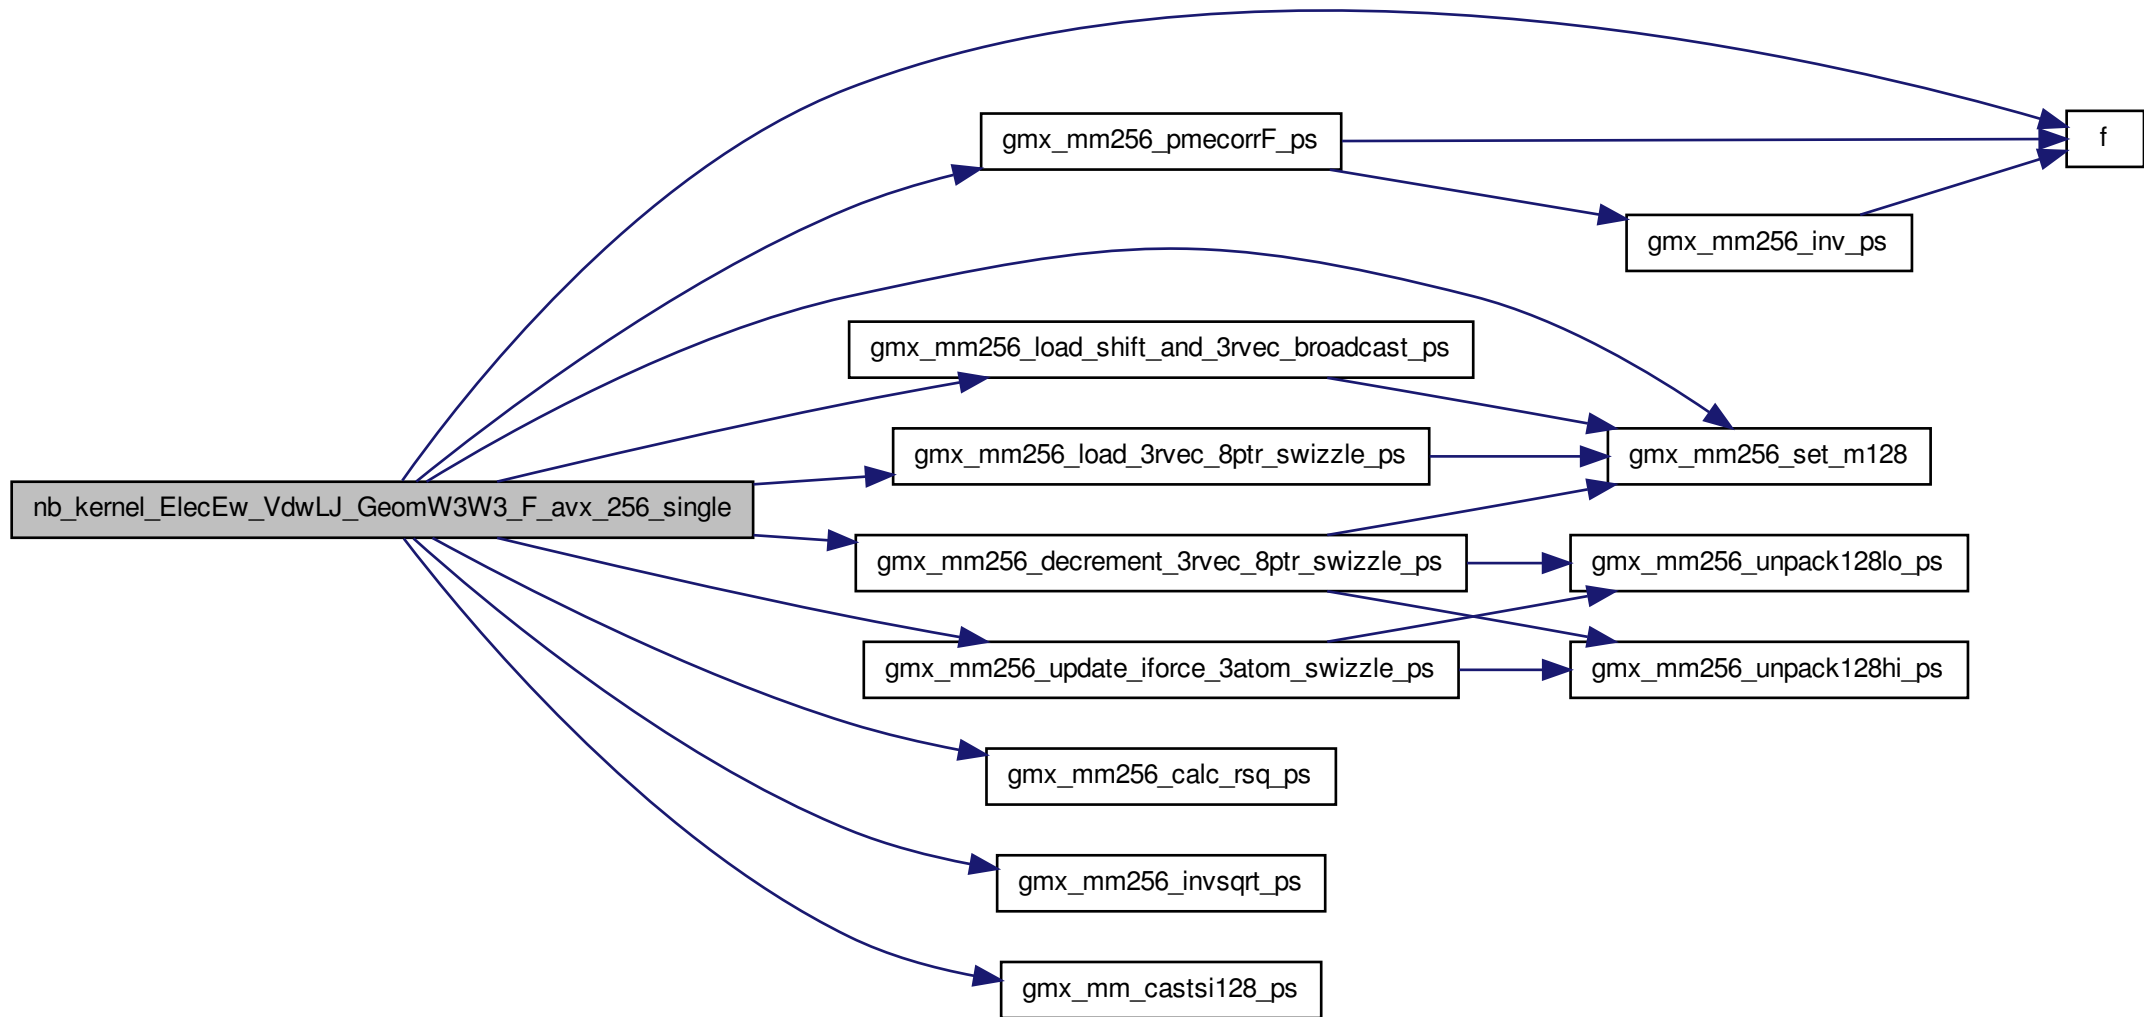 f
gmx_mm256_pmecorrF_ps
gmx_mm256_inv_ps
gmx_mm256_load_shift_and_3rvec_broadcast_ps
gmx_mm256_load_3rvec_8ptr_swizzle_ps
gmx_mm256_set_m128
nb_kernel_ElecEw_VdwLJ_GeomW3W3_F_avx_256_single
gmx_mm256_decrement_3rvec_8ptr_swizzle_ps
gmx_mm256_unpack128lo_ps
gmx_mm256_update_iforce_3atom_swizzle_ps
gmx_mm256_unpack128hi_ps
gmx_mm256_calc_rsq_ps
gmx_mm256_invsqrt_ps
gmx_mm_castsi128_ps